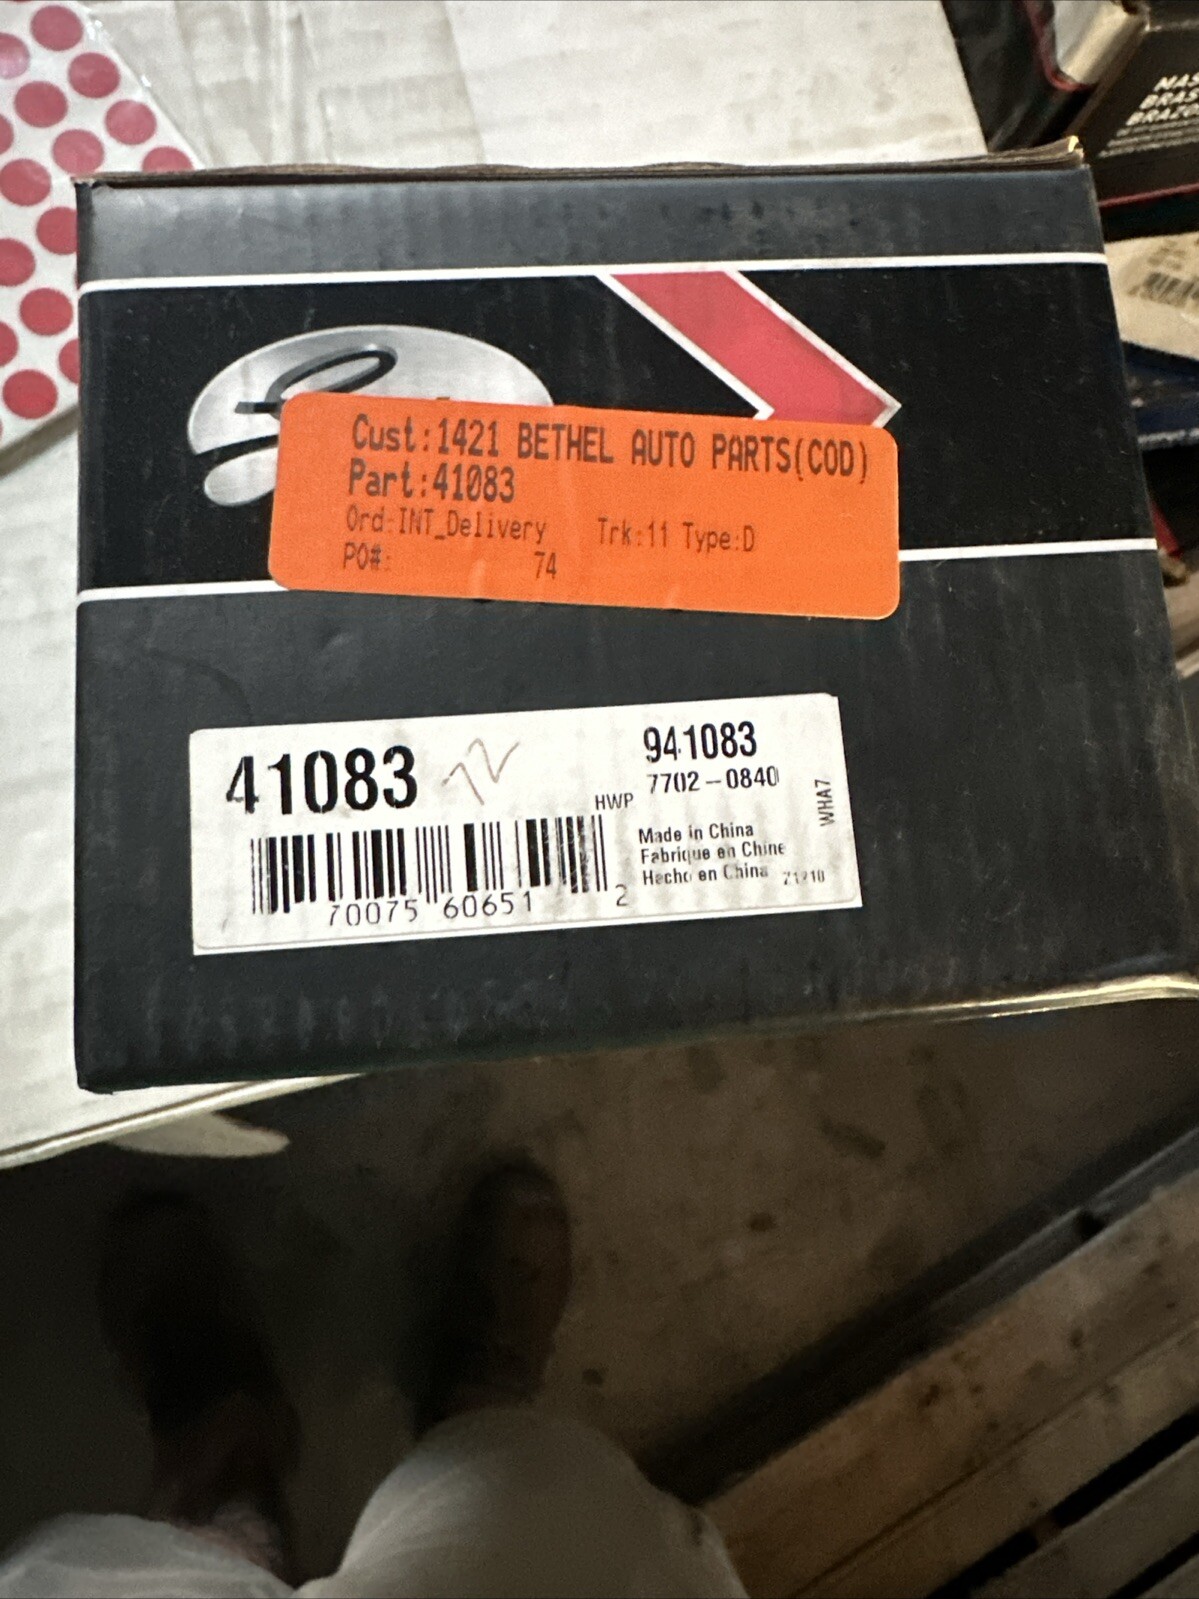 Cust:1421 BETHEL AUTO PARTS(COD)
Part:41083
Ord:INT_Delivery Trk:11 Type:D
PO#: 74
41083
72
941083
7702-0840
HWP
WHA7
Made in China
Fabrique en Chine
Hecho en China
70075 60651 2